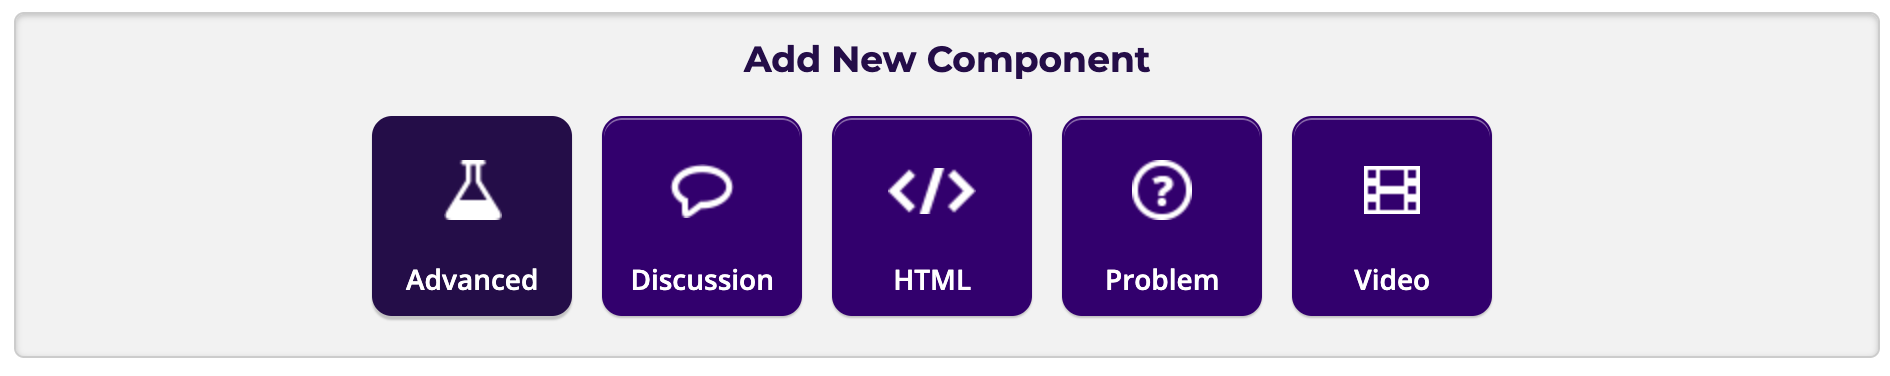 Add New Component
Advanced
Discussion
HTML
Problem
Video